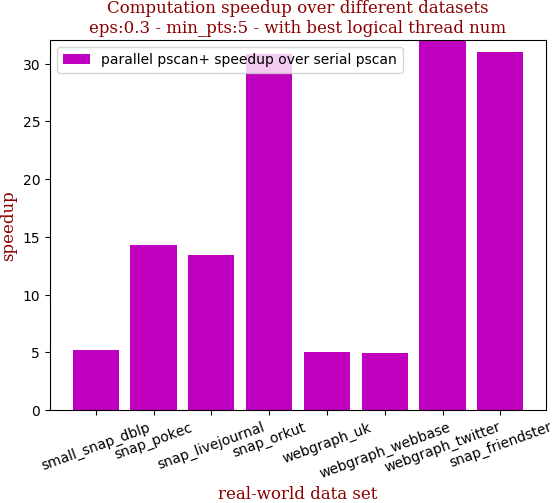 Computation speedup over different datasets
eps:0.3 - min_pts:5 - with best logical thread num
parallel pscan+ speedup over serial pscan
speedup
30
25
20
15
10
5
0
small_snap_dblp
snap_pokec
snap_livejournal
snap_orkut
webgraph_uk
webgraph_webbase
webgraph_twitter
snap_friendster
real-world data set